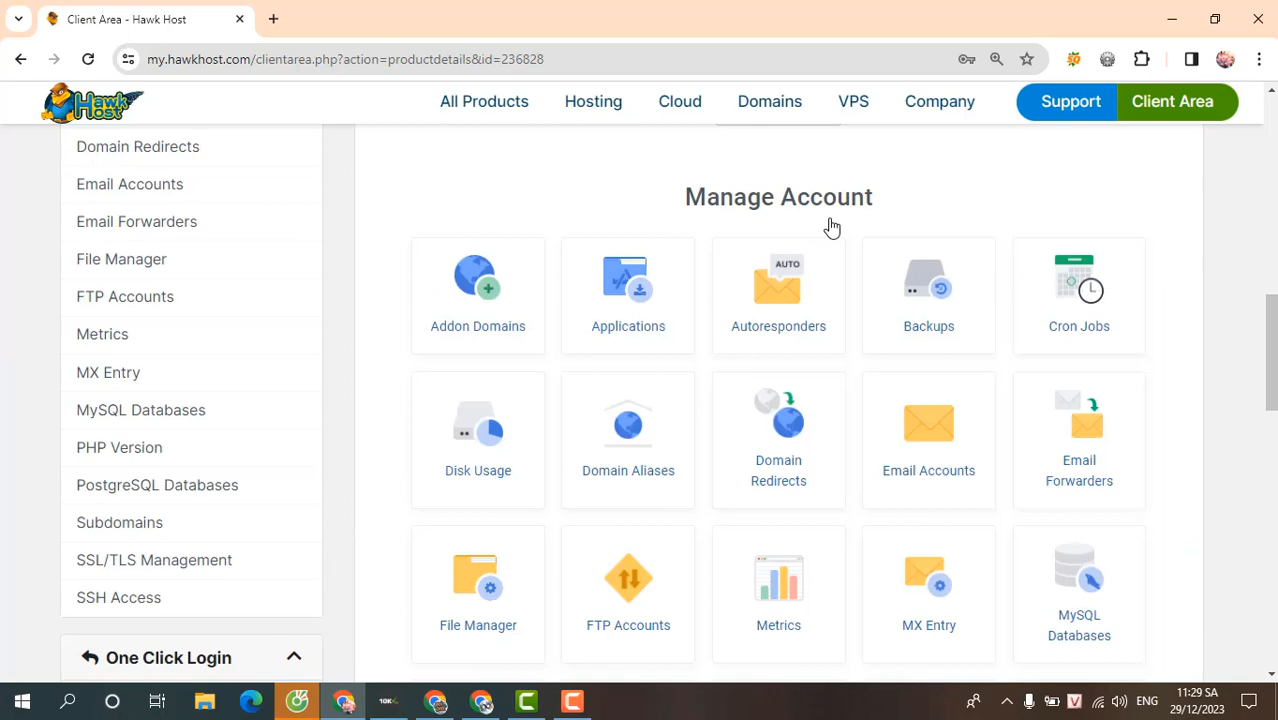 Client Area - Hawk Host
my.hawkhost.com/clientarea.php?action=productdetails&id=236828
Hawk Host
All Products
Hosting
Cloud
Domains
VPS
Company
Support
Client Area
Domain Redirects
Email Accounts
Email Forwarders
File Manager
FTP Accounts
Metrics
MX Entry
MySQL Databases
PHP Version
PostgreSQL Databases
Subdomains
SSL/TLS Management
SSH Access
One Click Login
Manage Account
Addon Domains
Applications
AUTO
Autoresponders
Backups
Cron Jobs
Disk Usage
Domain Aliases
Domain
Redirects
Email Accounts
Email
Forwarders
File Manager
FTP Accounts
Metrics
MX Entry
MySQL
Databases
10K
ENG
11:29 SA
29/12/2023